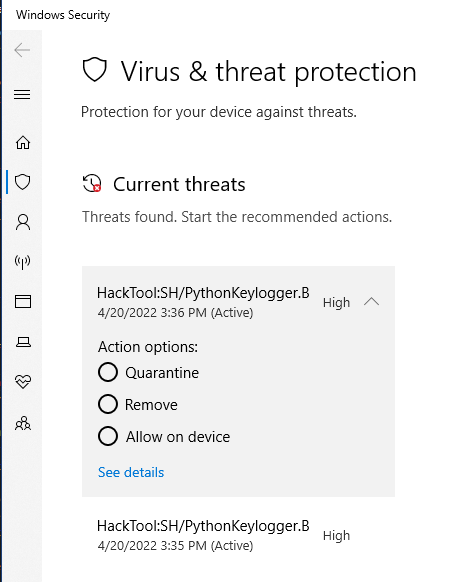 Windows Security
Virus & threat protection
Protection for your device against threats.
Current threats
Threats found. Start the recommended actions.
HackTool:SH/PythonKeylogger.B
High
4/20/2022 3:36 PM (Active)
Action options:
Quarantine
Remove
Allow on device
See details
HackTool:SH/PythonKeylogger.B
High
4/20/2022 3:35 PM (Active)